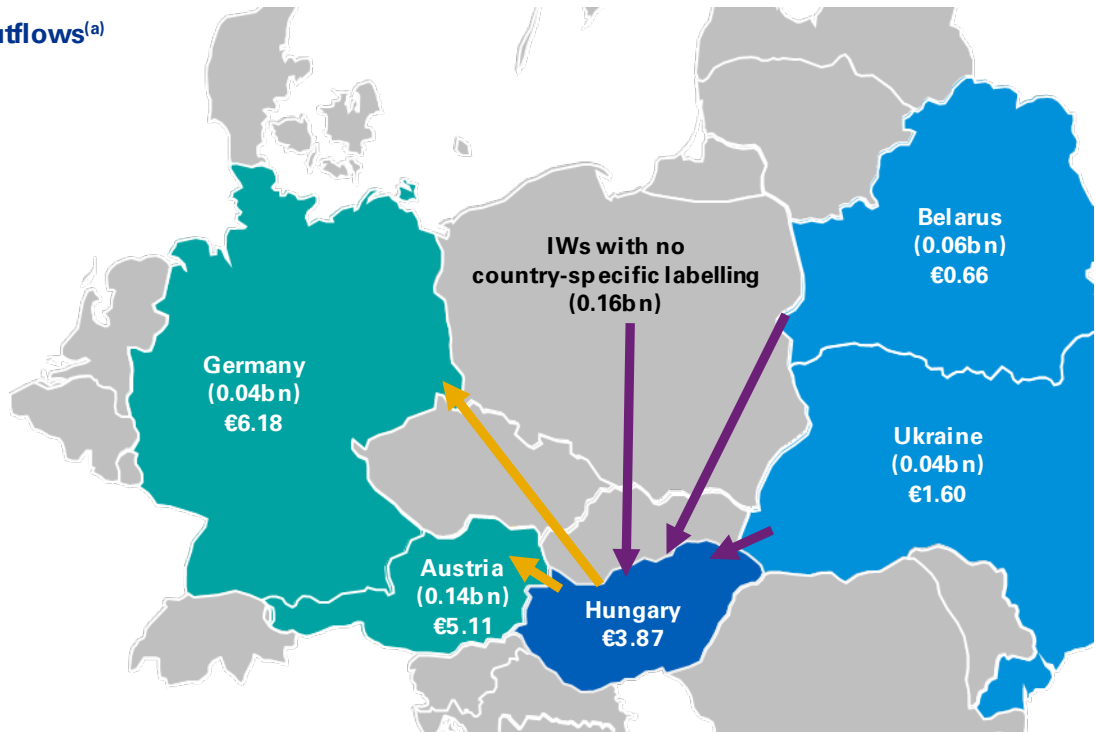 utflows(a)
IWs with no
country-specific labelling
(0.16bn)
Belarus
(0.06bn)
€0.66
Germany
(0.04bn)
€6.18
Ukraine
(0.04bn)
€1.60
Austria
(0.14bn)
€5.11
Hungary
€3.87